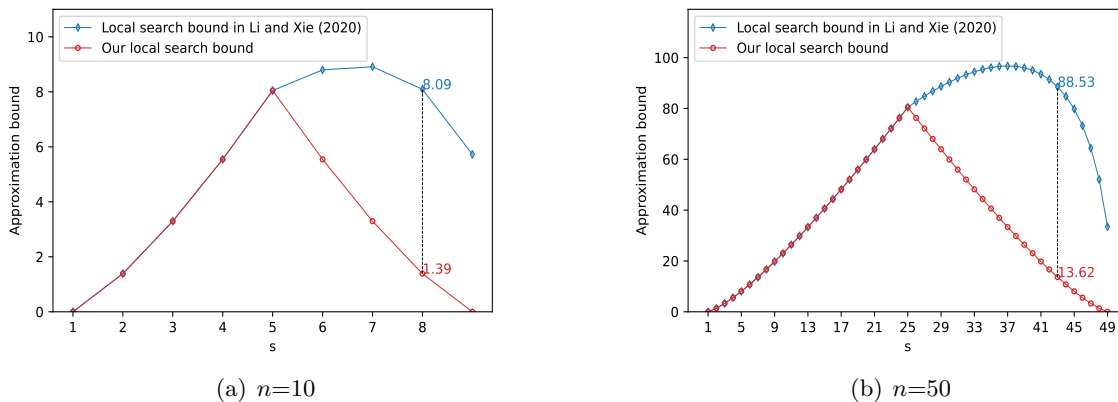 Local search bound in Li and Xie (2020)
Our local search bound
Approximation bound
10
8
6
4
2
0
8.09
1.39
1 2 3 4 5 6 7 8
s
(a) n=10
Local search bound in Li and Xie (2020)
Our local search bound
Approximation bound
100
80
60
40
20
0
88.53
13.62
1 5 9 13 17 21 25 29 33 37 41 45 49
s
(b) n=50